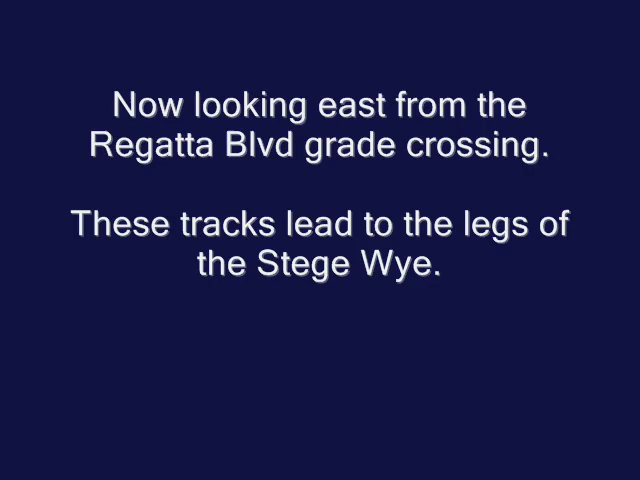 Now looking east from the
Regatta Blvd grade crossing.
These tracks lead to the legs of
the Stege Wye.